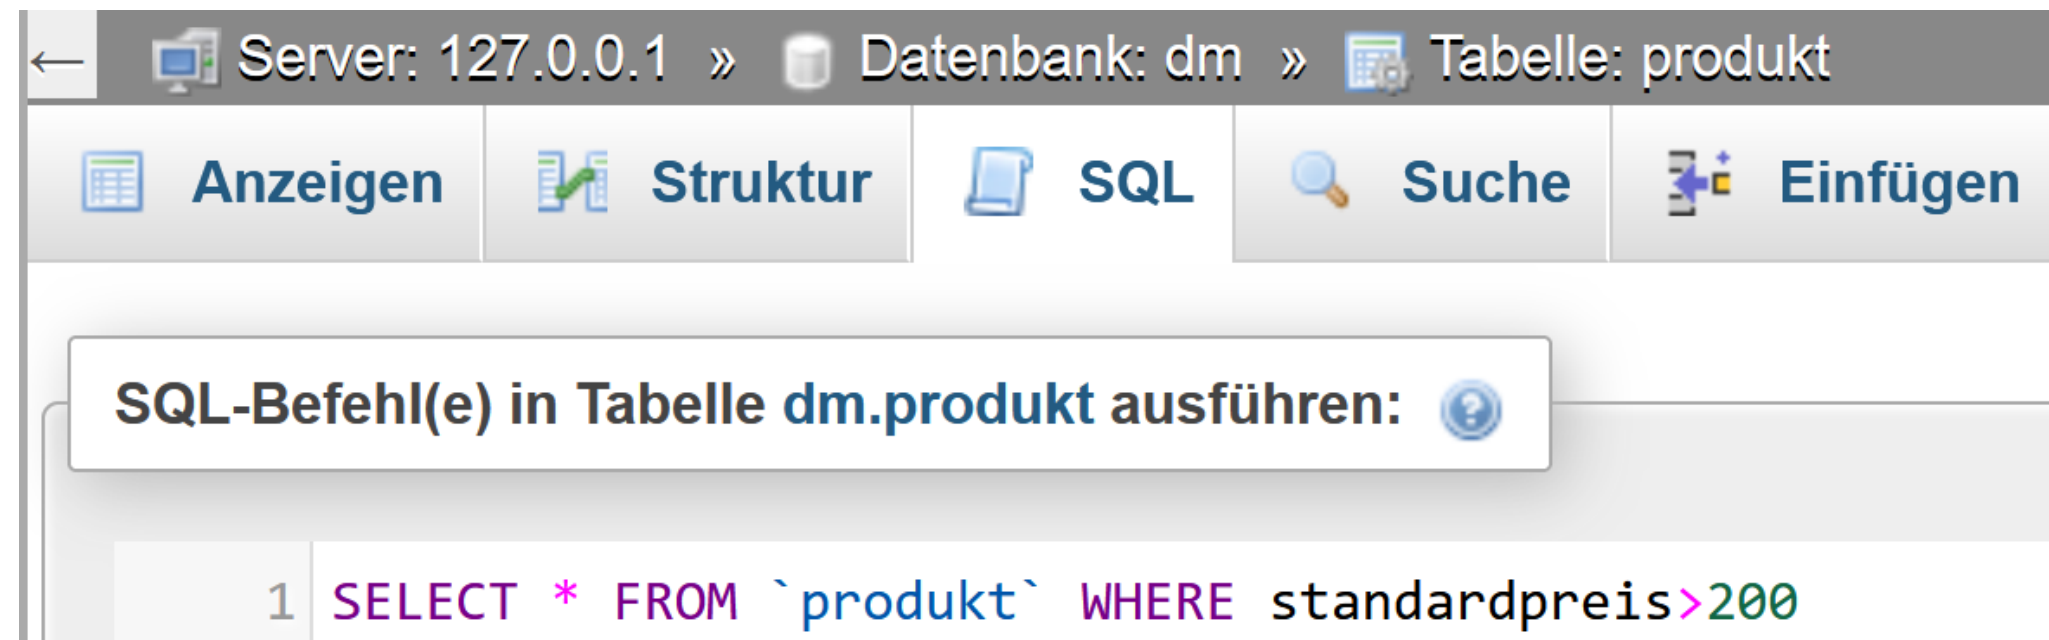 ← Server: 127.0.0.1 » Datenbank: dm » Tabelle: produkt
Anzeigen Struktur SQL Suche Einfügen
SQL-Befehl(e) in Tabelle dm.produkt ausführen:
1 SELECT * FROM `produkt` WHERE standardpreis>200